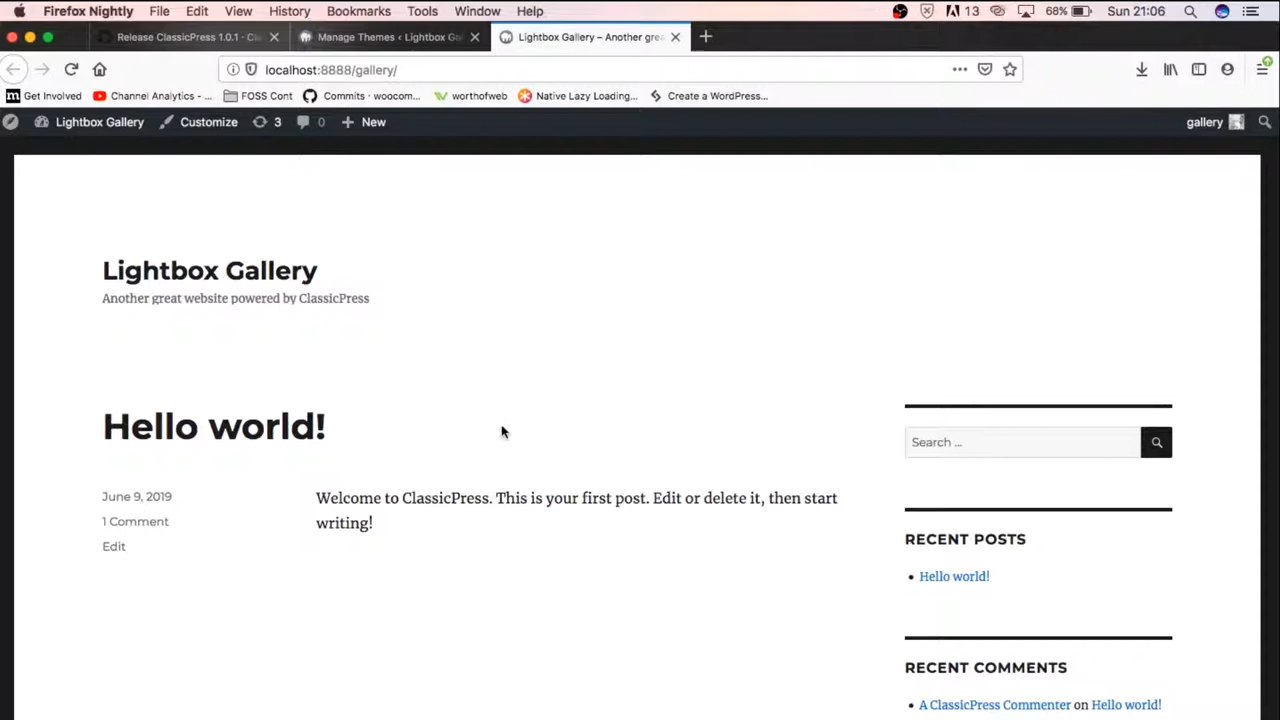 Firefox Nightly File Edit View History Bookmarks Tools Window Help 13 68% Sun 21:06
Release ClassicPress 1.0.1 · Cl Manage Themes ‹ Lightbox Ga Lightbox Gallery – Another grea
localhost:8888/gallery/
Get Involved Channel Analytics - ... FOSS Cont Commits · woocom... worthofweb Native Lazy Loading... Create a WordPress...
Lightbox Gallery Customize 3 0 New gallery
Lightbox Gallery
Another great website powered by ClassicPress
Hello world!
Search ...
June 9, 2019
1 Comment
Edit
Welcome to ClassicPress. This is your first post. Edit or delete it, then start
writing!
RECENT POSTS
Hello world!
RECENT COMMENTS
A ClassicPress Commenter on Hello world!